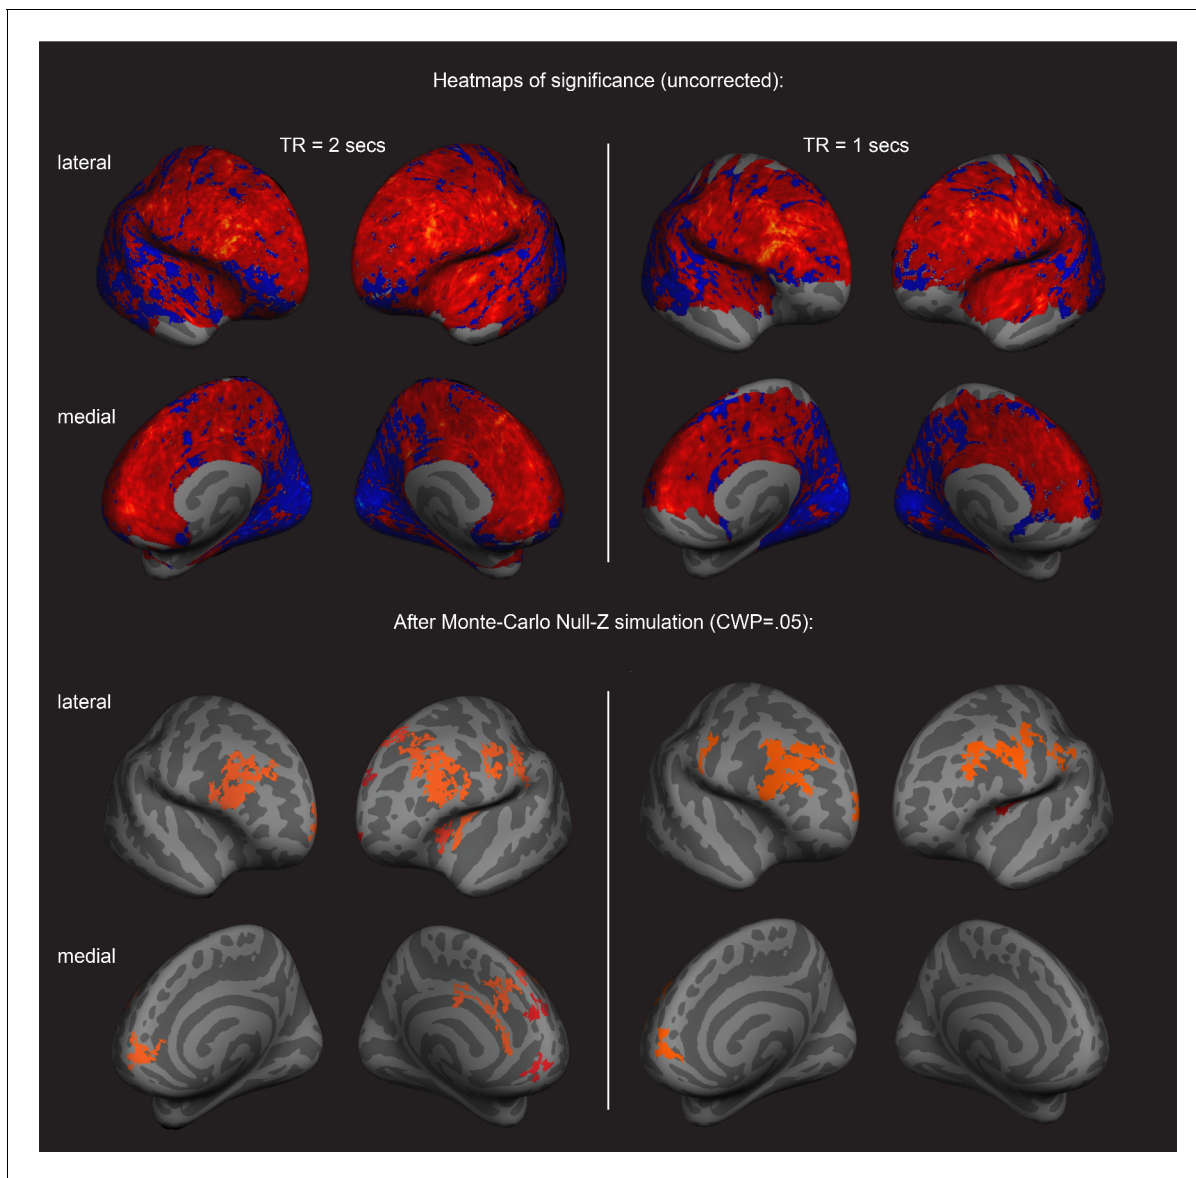 Heatmaps of significance (uncorrected):
TR = 2 secs
TR = 1 secs
lateral
medial
After Monte-Carlo Null-Z simulation (CWP=.05):
lateral
medial